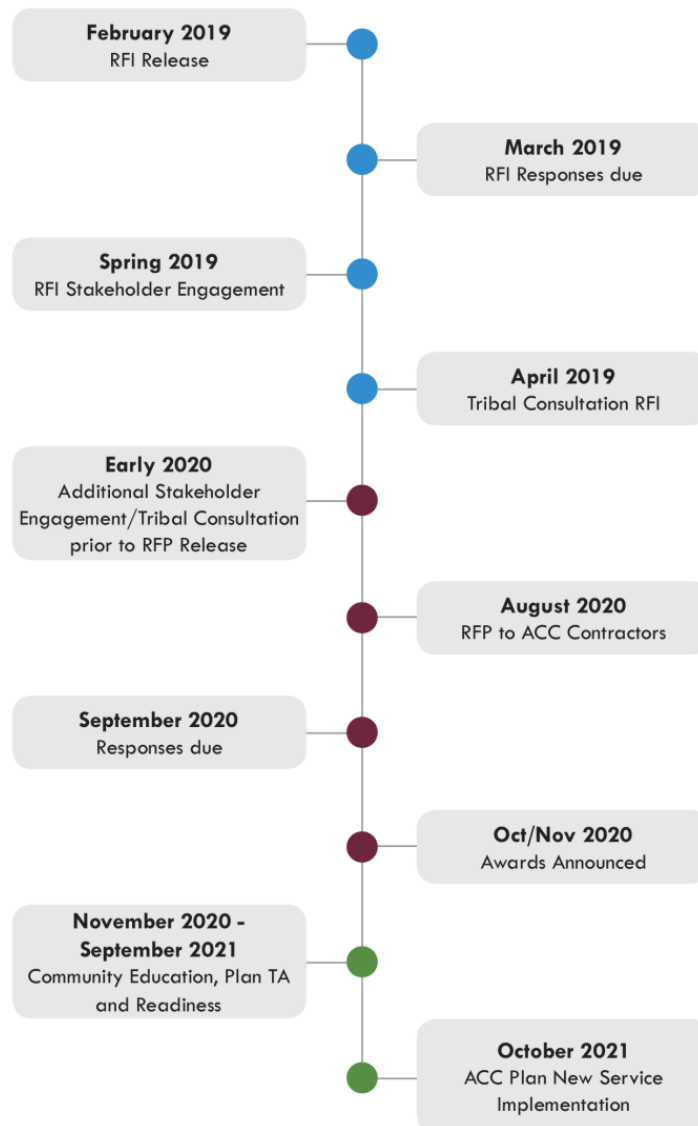 February 2019
RFI Release
March 2019
RFI Responses due
Spring 2019
RFI Stakeholder Engagement
April 2019
Tribal Consultation RFI
Early 2020
Additional Stakeholder
Engagement/Tribal Consultation
prior to RFP Release
August 2020
RFP to ACC Contractors
September 2020
Responses due
Oct/Nov 2020
Awards Announced
November 2020 -
September 2021
Community Education, Plan TA
and Readiness
October 2021
ACC Plan New Service
Implementation